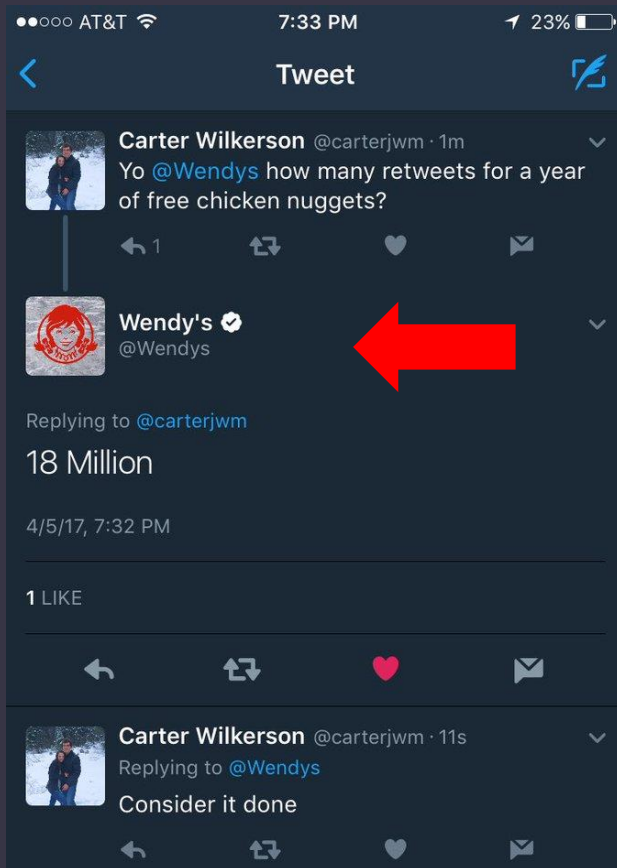 AT&T 7:33 PM 23%
Tweet
Carter Wilkerson @carterjwm · 1m
Yo @Wendys how many retweets for a year
of free chicken nuggets?
1
Wendy's
@Wendys
Replying to @carterjwm
18 Million
4/5/17, 7:32 PM
1 LIKE
Carter Wilkerson @carterjwm · 11s
Replying to @Wendys
Consider it done